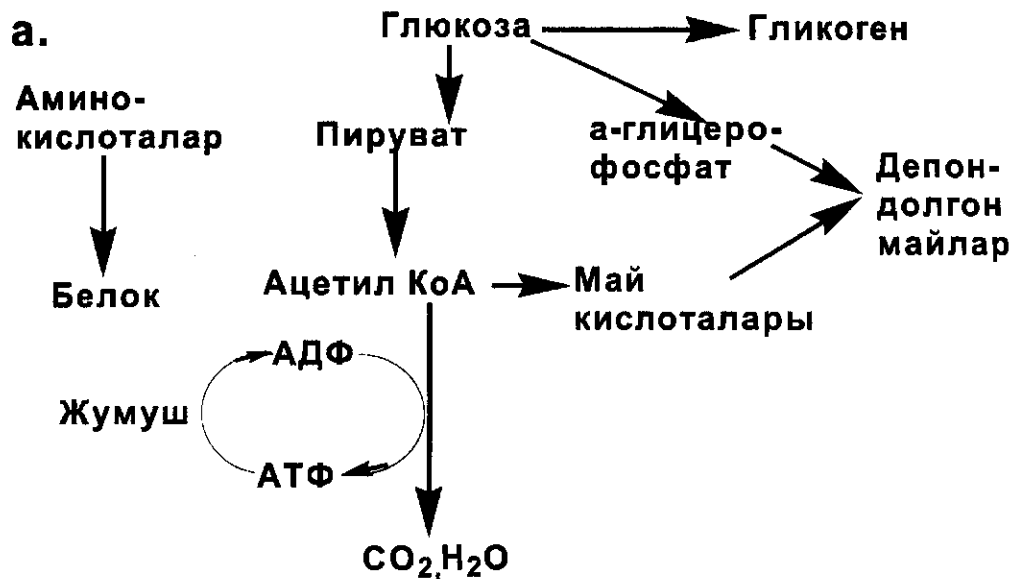 а.
Глюкоза
Гликоген
Амино-
кислоталар
Пируват
а-глицеро-
фосфат
Депон-
долгон
майлар
Белок
Ацетил КоА
Май
кислоталары
АДФ
Жумуш
АТФ
CO₂,H₂O